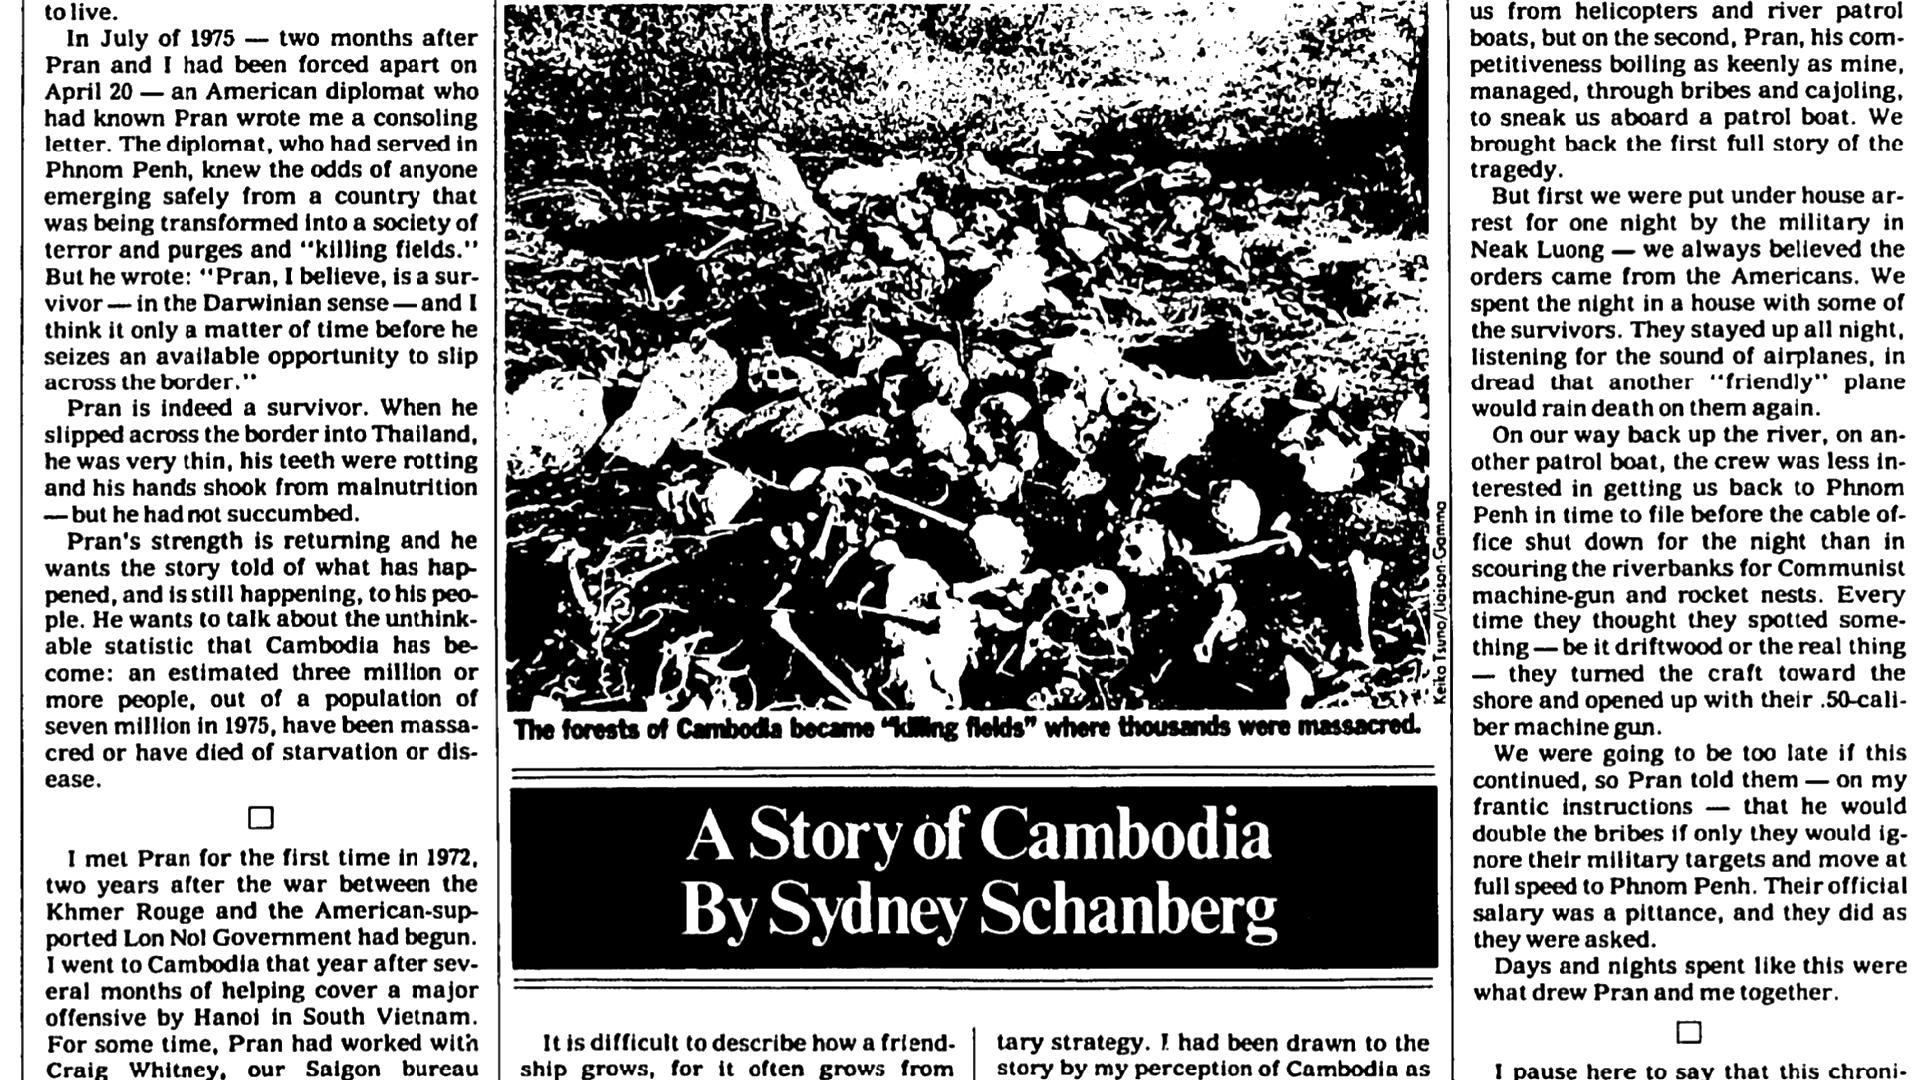 to live.
In July of 1975 — two months after
Pran and I had been forced apart on
April 20 — an American diplomat who
had known Pran wrote me a consoling
letter. The diplomat, who had served in
Phnom Penh, knew the odds of anyone
emerging safely from a country that
was being transformed into a society of
terror and purges and "killing fields."
But he wrote: "Pran, I believe, is a sur-
vivor — in the Darwinian sense — and I
think it only a matter of time before he
seizes an available opportunity to slip
across the border."
Pran is indeed a survivor. When he
slipped across the border into Thailand,
he was very thin, his teeth were rotting
and his hands shook from malnutrition
— but he had not succumbed.
Pran's strength is returning and he
wants the story told of what has hap-
pened, and is still happening, to his peo-
ple. He wants to talk about the unthink-
able statistic that Cambodia has be-
come: an estimated three million or
more people, out of a population of
seven million in 1975, have been massa-
cred or have died of starvation or dis-
ease.
I met Pran for the first time in 1972,
two years after the war between the
Khmer Rouge and the American-sup-
ported Lon Nol Government had begun.
I went to Cambodia that year after sev-
eral months of helping cover a major
offensive by Hanoi in South Vietnam.
For some time, Pran had worked with
Craig Whitney, our Saigon bureau
Keiko Tsuno/Liaison-Gamma
The forests of Cambodia became "killing fields" where thousands were massacred.
A Story of Cambodia
By Sydney Schanberg
It is difficult to describe how a friend-
ship grows, for it often grows from
tary strategy. I had been drawn to the
story by my perception of Cambodia as
us from helicopters and river patrol
boats, but on the second, Pran, his com-
petitiveness boiling as keenly as mine,
managed, through bribes and cajoling,
to sneak us aboard a patrol boat. We
brought back the first full story of the
tragedy.
But first we were put under house ar-
rest for one night by the military in
Neak Luong — we always believed the
orders came from the Americans. We
spent the night in a house with some of
the survivors. They stayed up all night,
listening for the sound of airplanes, in
dread that another "friendly" plane
would rain death on them again.
On our way back up the river, on an-
other patrol boat, the crew was less in-
terested in getting us back to Phnom
Penh in time to file before the cable of-
fice shut down for the night than in
scouring the riverbanks for Communist
machine-gun and rocket nests. Every
time they thought they spotted some-
thing — be it driftwood or the real thing
— they turned the craft toward the
shore and opened up with their .50-cali-
ber machine gun.
We were going to be too late if this
continued, so Pran told them — on my
frantic instructions — that he would
double the bribes if only they would ig-
nore their military targets and move at
full speed to Phnom Penh. Their official
salary was a pittance, and they did as
they were asked.
Days and nights spent like this were
what drew Pran and me together.
I pause here to say that this chroni-